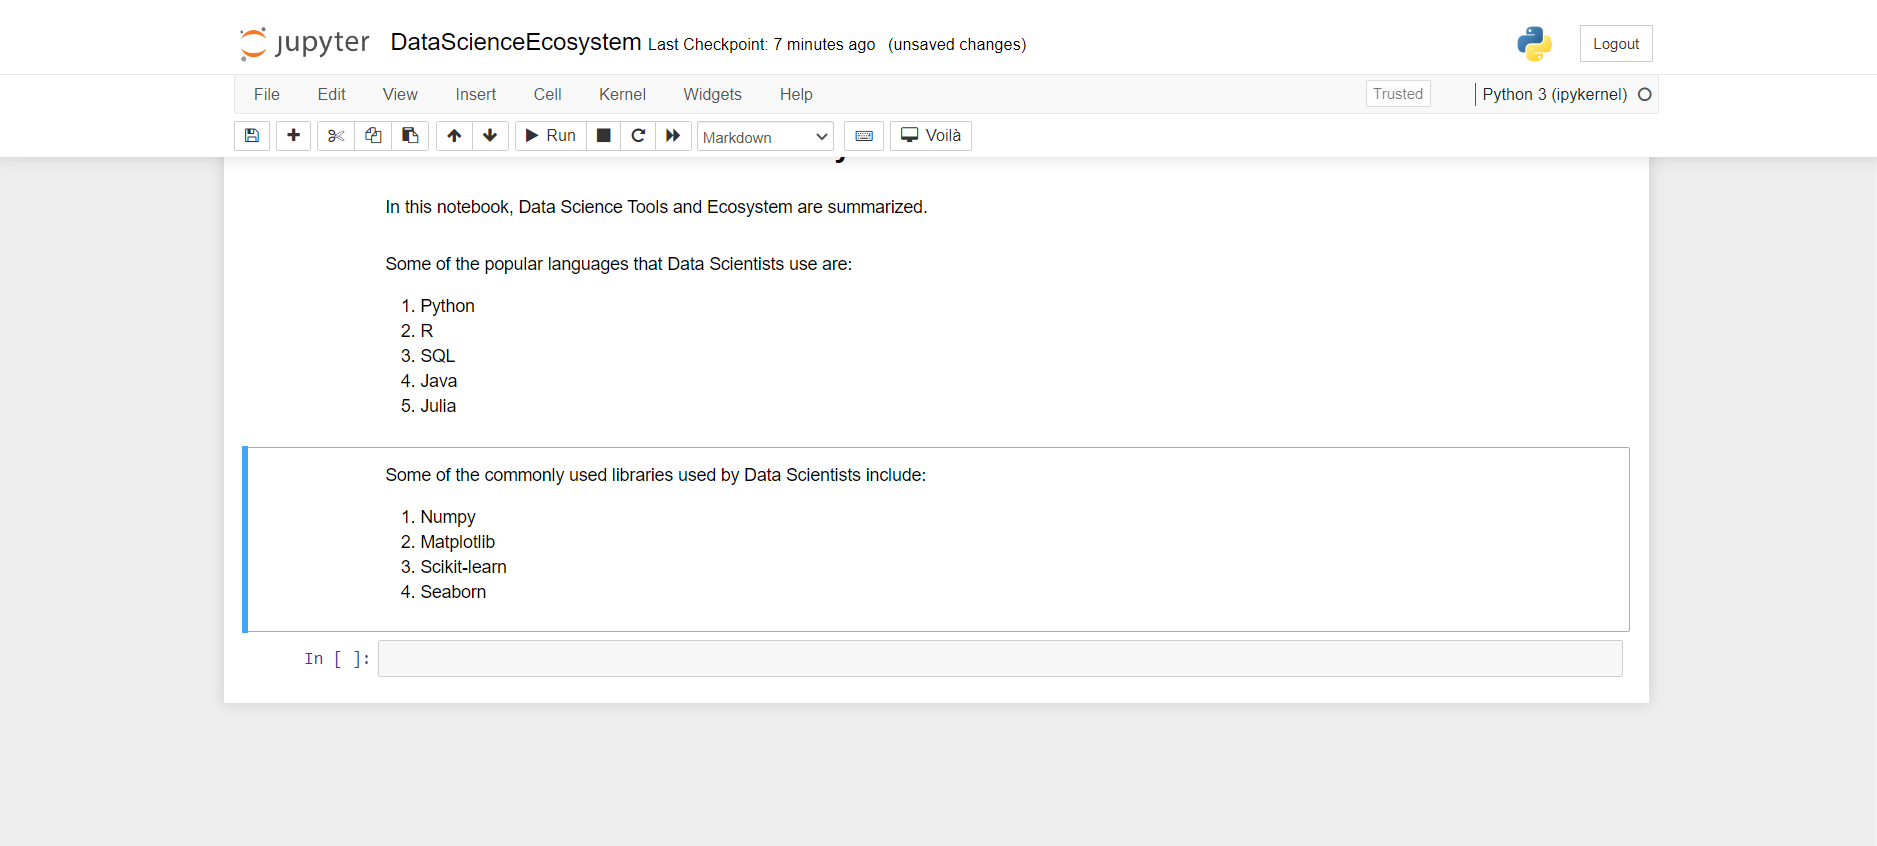 jupyter DataScienceEcosystem Last Checkpoint: 7 minutes ago (unsaved changes) Logout
File Edit View Insert Cell Kernel Widgets Help Trusted Python 3 (ipykernel)
Run Markdown Voilà
In this notebook, Data Science Tools and Ecosystem are summarized.
Some of the popular languages that Data Scientists use are:
1. Python
2. R
3. SQL
4. Java
5. Julia
Some of the commonly used libraries used by Data Scientists include:
1. Numpy
2. Matplotlib
3. Scikit-learn
4. Seaborn
In [ ]: